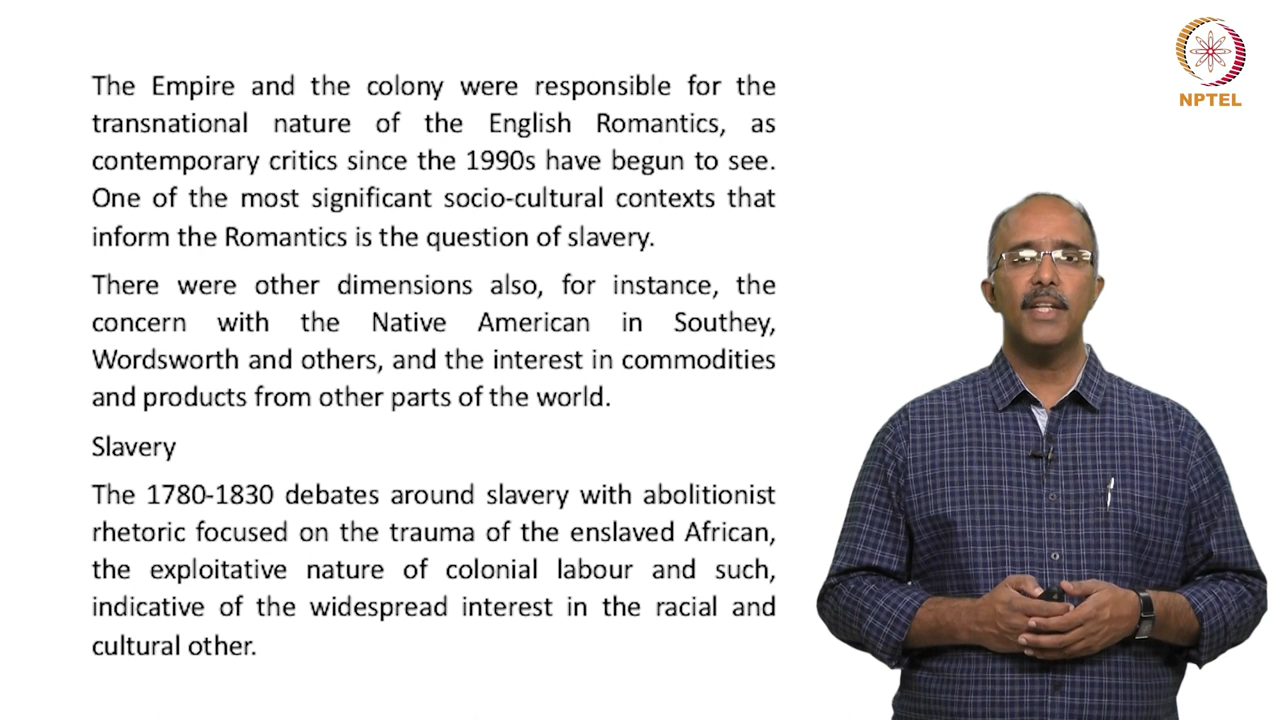 The Empire and the colony were responsible for the
transnational nature of the English Romantics, as
contemporary critics since the 1990s have begun to see.
One of the most significant socio-cultural contexts that
inform the Romantics is the question of slavery.
There were other dimensions also, for instance, the
concern with the Native American in Southey,
Wordsworth and others, and the interest in commodities
and products from other parts of the world.
Slavery
The 1780-1830 debates around slavery with abolitionist
rhetoric focused on the trauma of the enslaved African,
the exploitative nature of colonial labour and such,
indicative of the widespread interest in the racial and
cultural other.
NPTEL